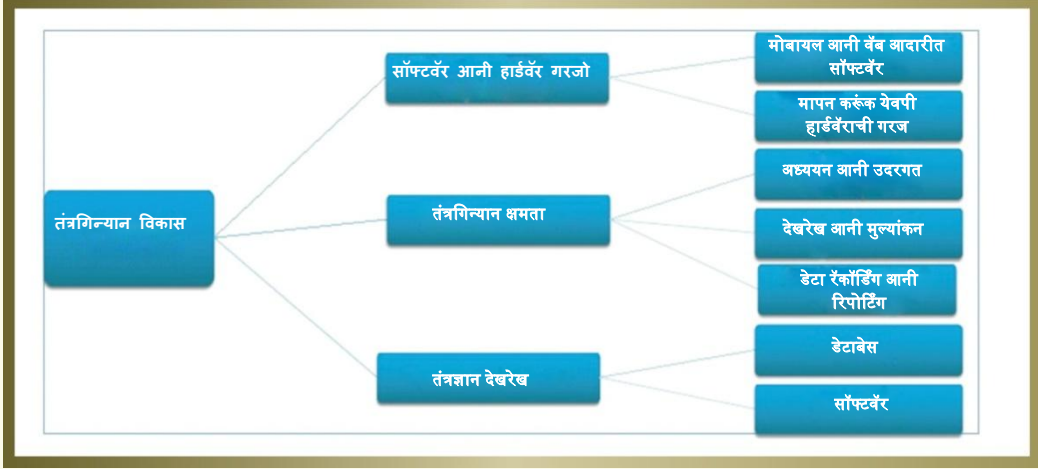 तंत्रगिन्यान विकास
सॉफ्टवॅर आनी हार्डवॅर गरजो
मोबायल आनी वॅब आदारीत
सॉफ्टवॅर
मापन करूंक येवपी
हार्डवॅराची गरज
तंत्रगिन्यान क्षमता
अध्ययन आनी उदरगत
देखरेख आनी मुल्यांकन
डेटा रॅकॉर्डिंग आनी
रिपोर्टिंग
तंत्रज्ञान देखरेख
डेटाबेस
सॉफ्टवॅर